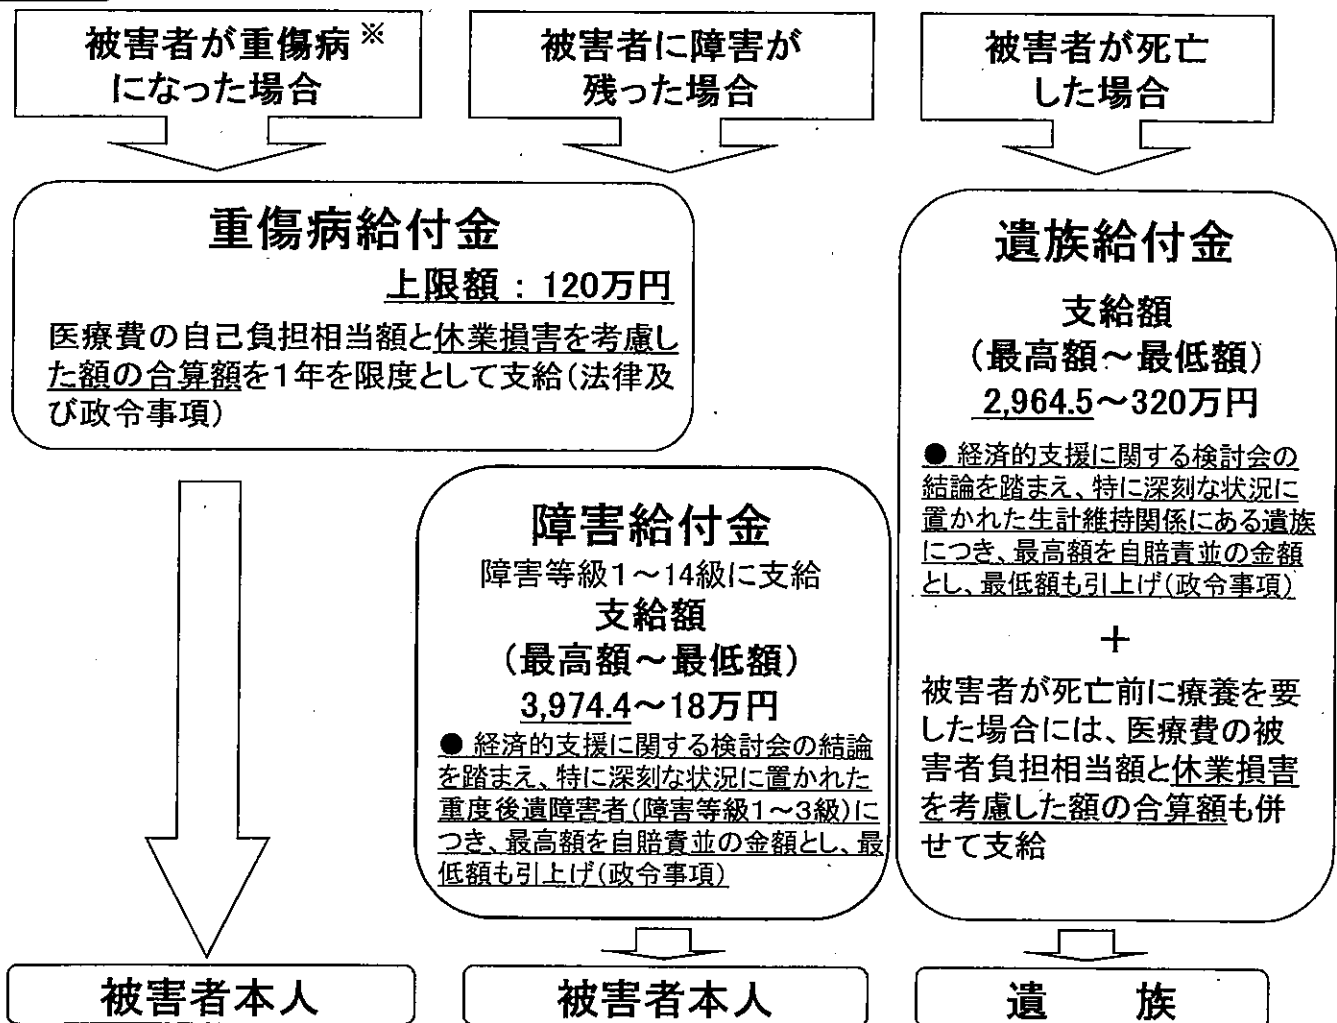 被害者が重傷病※
になった場合
被害者に障害が
残った場合
被害者が死亡
した場合
重傷病給付金
上限額：120万円
医療費の自己負担相当額と休業損害を考慮し
た額の合算額を1年を限度として支給(法律及
び政令事項)
障害給付金
障害等級1～14級に支給
支給額
(最高額～最低額)
3,974.4～18万円
● 経済的支援に関する検討会の結論
を踏まえ、特に深刻な状況に置かれた
重度後遺障害者(障害等級1～3級)に
つき、最高額を自賠責並の金額とし、最
低額も引上げ(政令事項)
遺族給付金
支給額
(最高額～最低額)
2,964.5～320万円
● 経済的支援に関する検討会の
結論を踏まえ、特に深刻な状況に
置かれた生計維持関係にある遺族
につき、最高額を自賠責並の金額
とし、最低額も引上げ(政令事項)
＋
被害者が死亡前に療養を要
した場合には、医療費の被
害者負担相当額と休業損害
を考慮した額の合算額も併
せて支給
被害者本人
被害者本人
遺　族